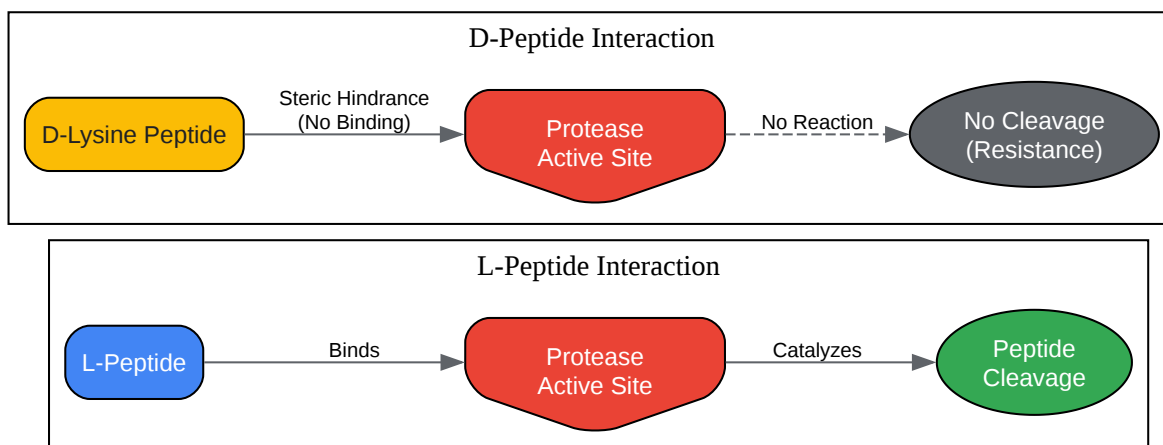 D-Peptide Interaction
D-Lysine Peptide
Steric Hindrance
(No Binding)
Protease
Active Site
No Reaction
No Cleavage
(Resistance)
L-Peptide Interaction
L-Peptide
Binds
Protease
Active Site
Catalyzes
Peptide
Cleavage